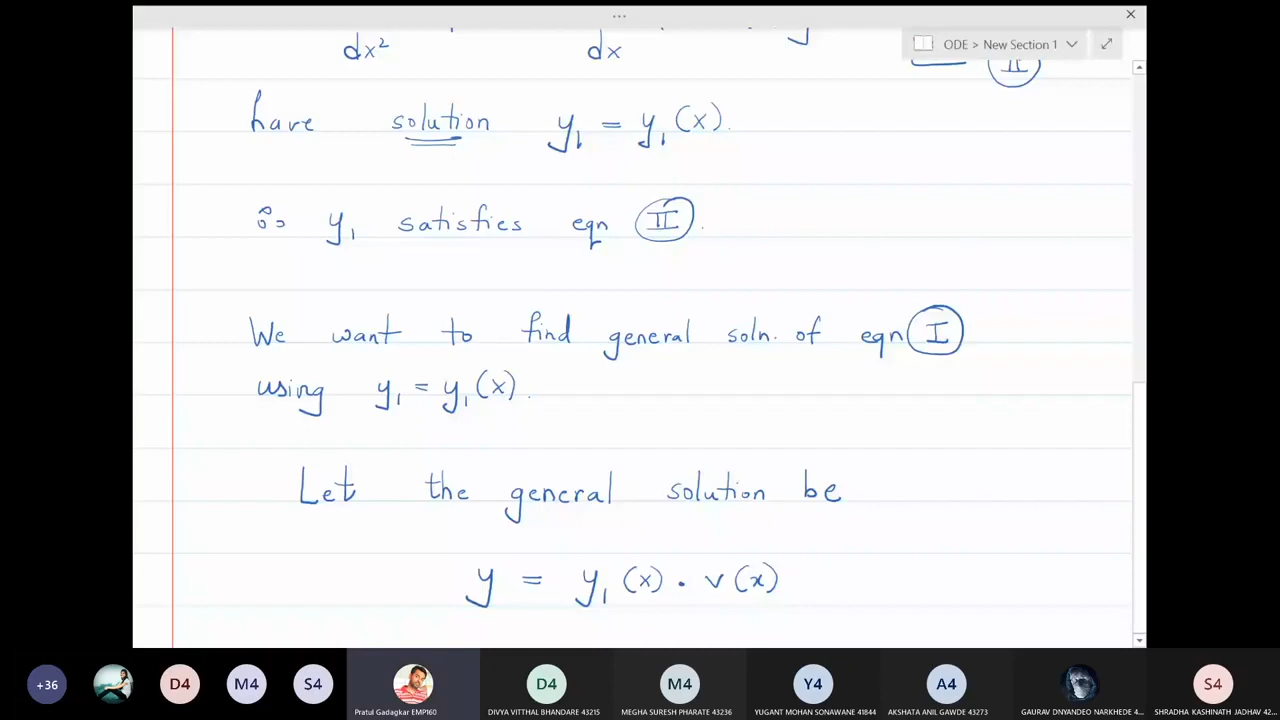 ...
ODE > New Section 1
dx² dx II
have solution y₁ = y₁(x).
∴ y₁ satisfies eqn II.
We want to find general soln. of eqn I
using y₁ = y₁(x).
Let the general solution be
y = y₁(x) · v(x)
+36 D4 M4 S4 D4 M4 Y4 A4 S4
Pratul Gadagkar EMP160 DIVYA VITTHAL BHANDARE 43215 MEGHA SURESH PHARATE 43236 YUGANT MOHAN SONAWANE 41844 AKSHATA ANIL GAWDE 43273 GAURAV DNYANDEO NARKHEDE 4... SHRADHA KASHINATH JADHAV 42...